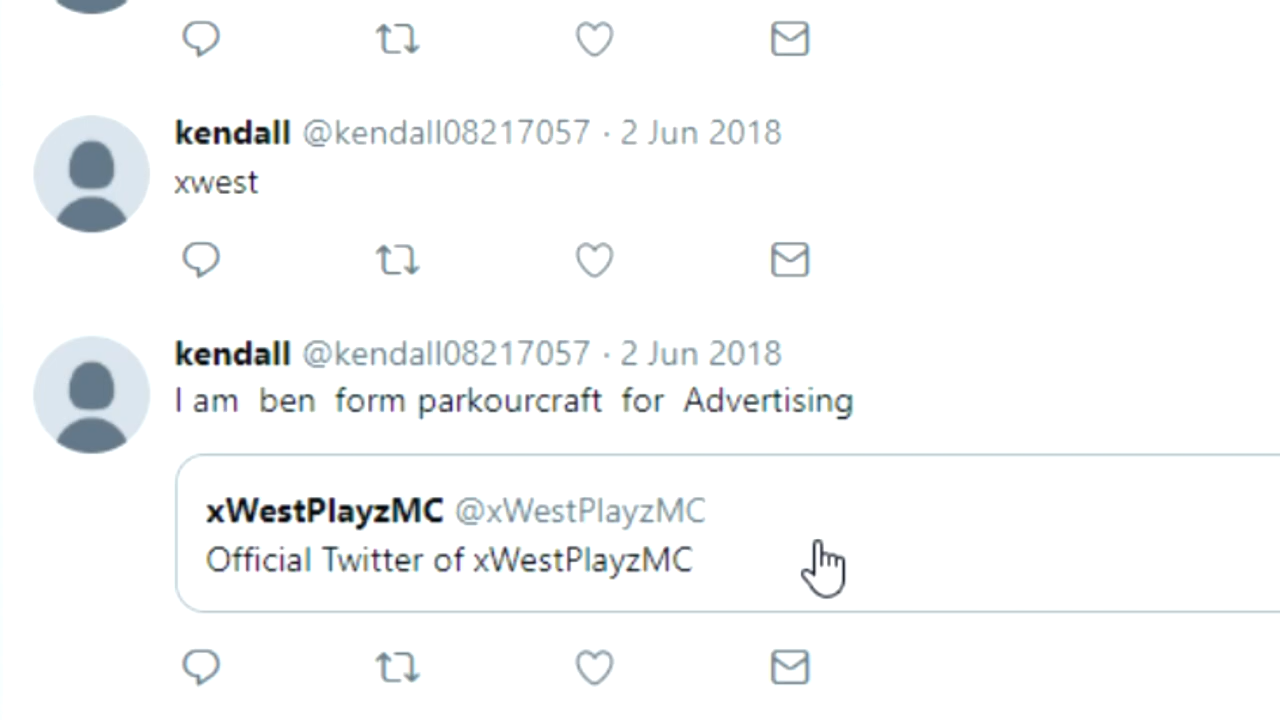 kendall @kendall08217057 · 2 Jun 2018
xwest
kendall @kendall08217057 · 2 Jun 2018
I am ben form parkourcraft for Advertising
xWestPlayzMC @xWestPlayzMC
Official Twitter of xWestPlayzMC